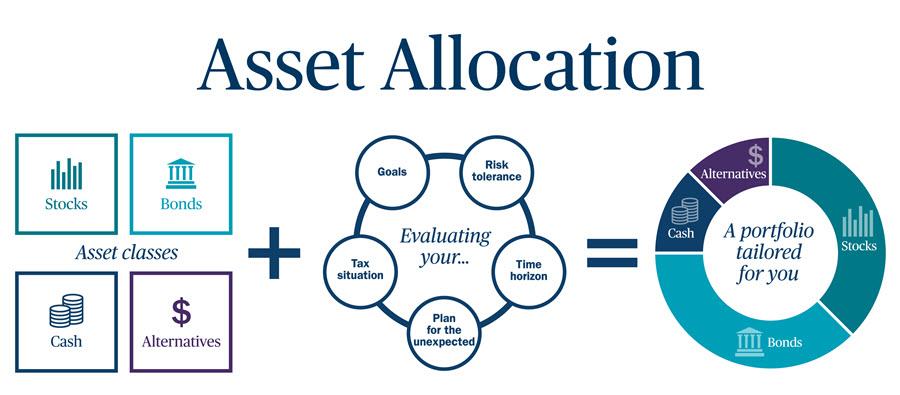 Asset Allocation
Stocks
Bonds
Asset classes
Cash
$
Alternatives
+
Goals
Risk
tolerance
Evaluating
your...
Tax
situation
Time
horizon
Plan
for the
unexpected
=
$
Alternatives
Cash
Stocks
Bonds
A portfolio
tailored
for you